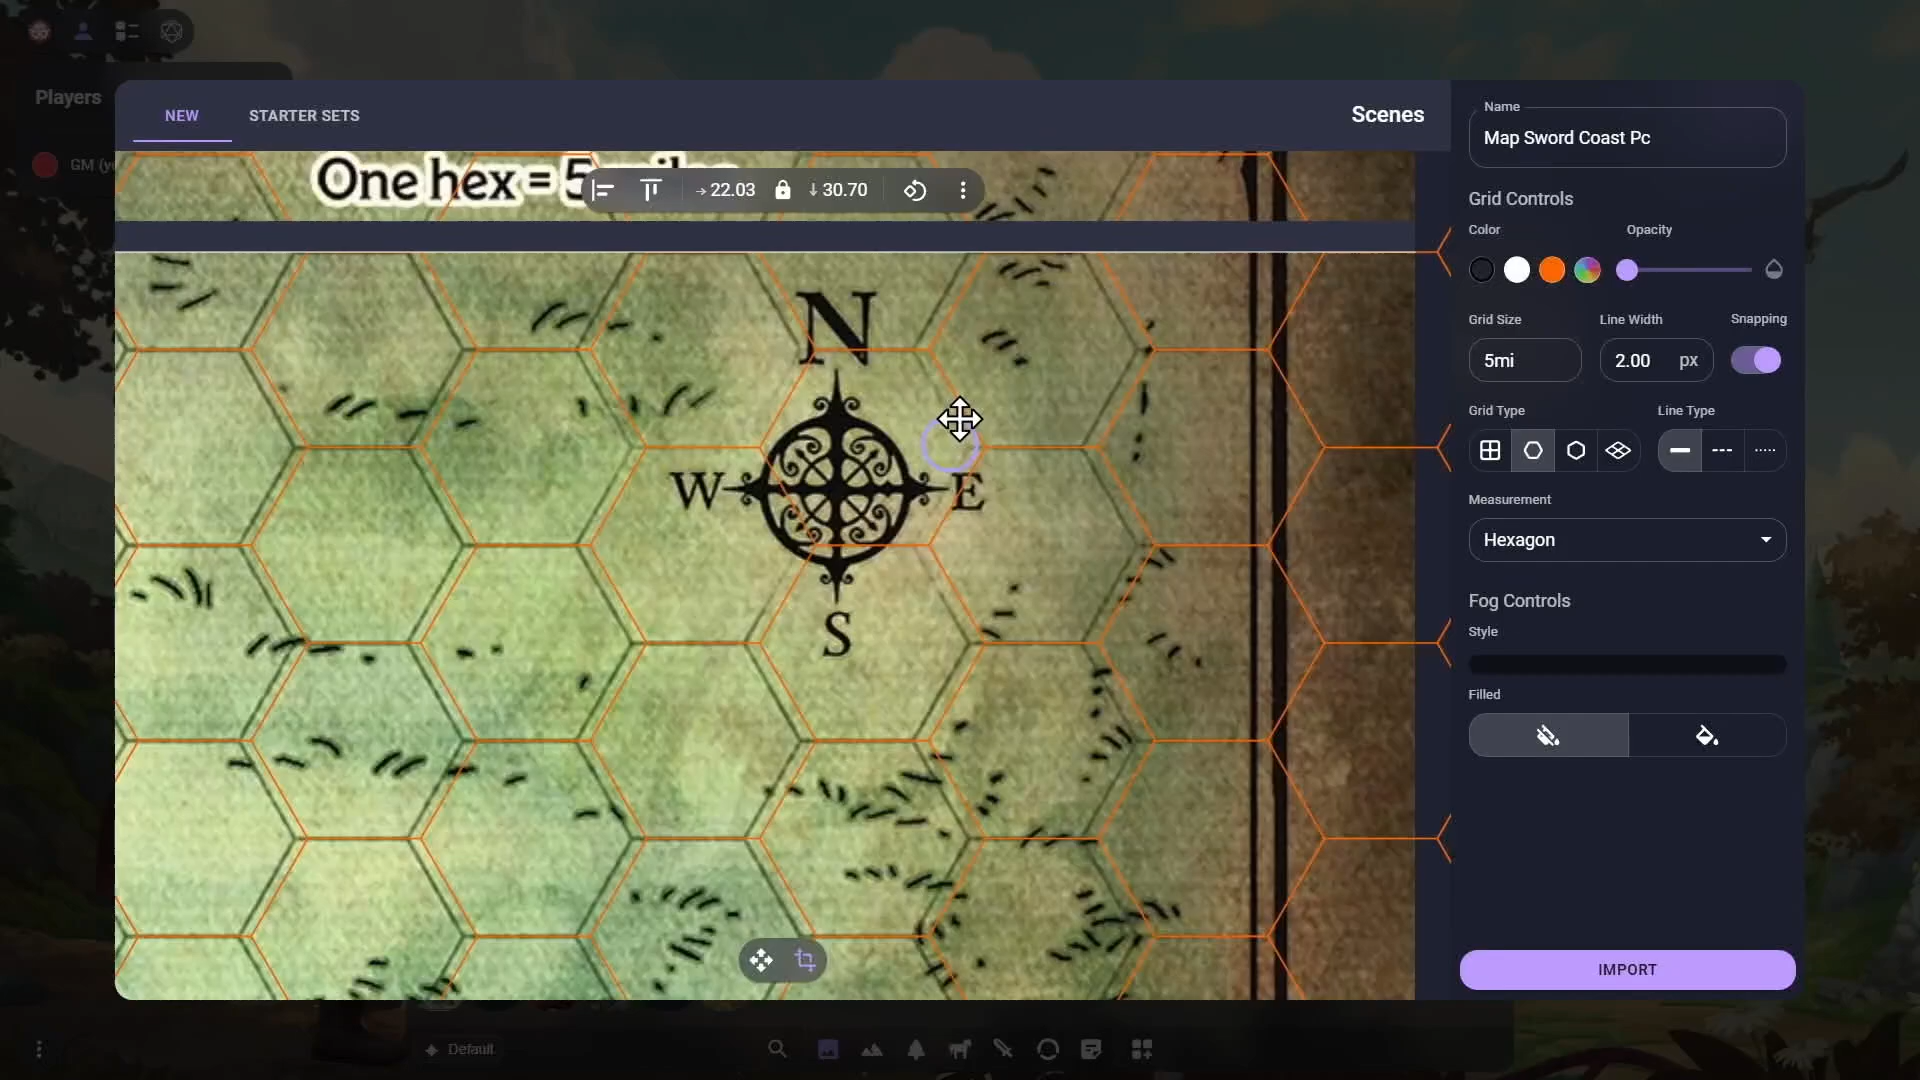 Players
GM (y
NEW
STARTER SETS
Scenes
One hex = 5 miles
22.03
30.70
N
W
E
S
Name
Map Sword Coast Pc
Grid Controls
Color
Opacity
Grid Size
Line Width
Snapping
5mi
2.00
px
Grid Type
Line Type
Measurement
Hexagon
Fog Controls
Style
Filled
IMPORT
Default